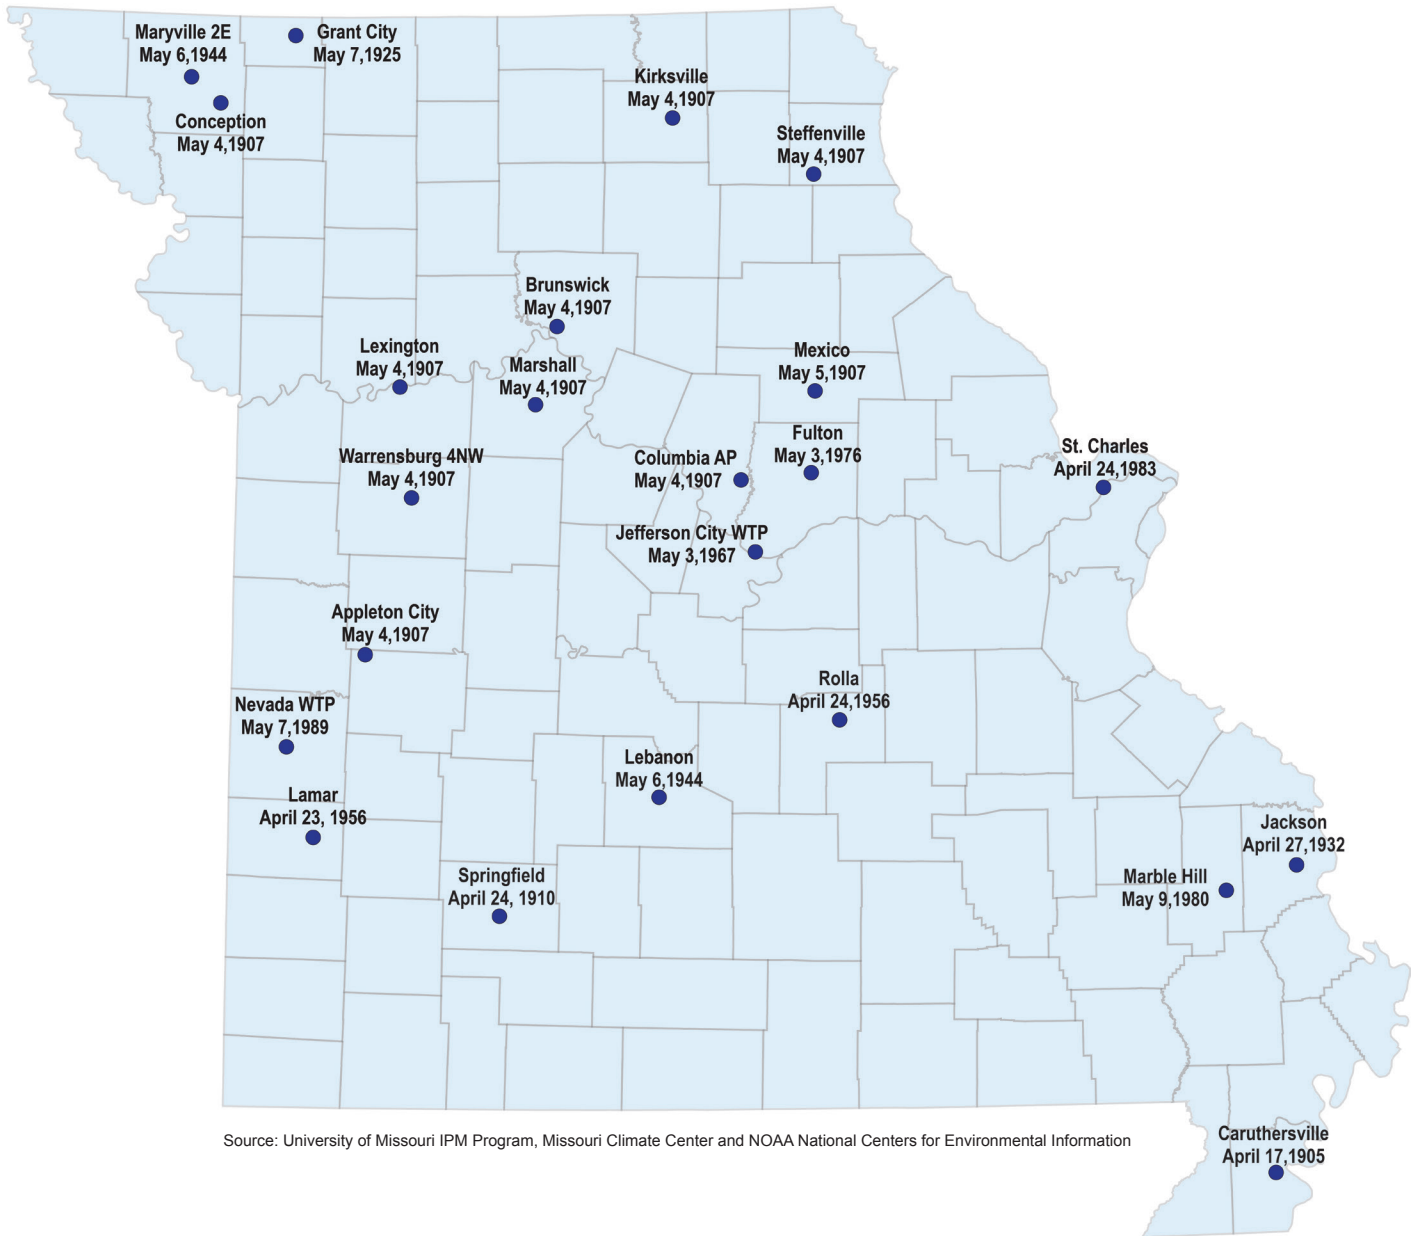 Maryville 2E
May 6,1944
Grant City
May 7,1925
Conception
May 4,1907
Kirksville
May 4,1907
Steffenville
May 4,1907
Brunswick
May 4,1907
Lexington
May 4,1907
Marshall
May 4,1907
Mexico
May 5,1907
Warrensburg 4NW
May 4,1907
Columbia AP
May 4,1907
Fulton
May 3,1976
St. Charles
April 24,1983
Jefferson City WTP
May 3,1967
Appleton City
May 4,1907
Rolla
April 24,1956
Nevada WTP
May 7,1989
Lebanon
May 6,1944
Lamar
April 23, 1956
Springfield
April 24, 1910
Jackson
April 27,1932
Marble Hill
May 9,1980
Source: University of Missouri IPM Program, Missouri Climate Center and NOAA National Centers for Environmental Information
Caruthersville
April 17,1905